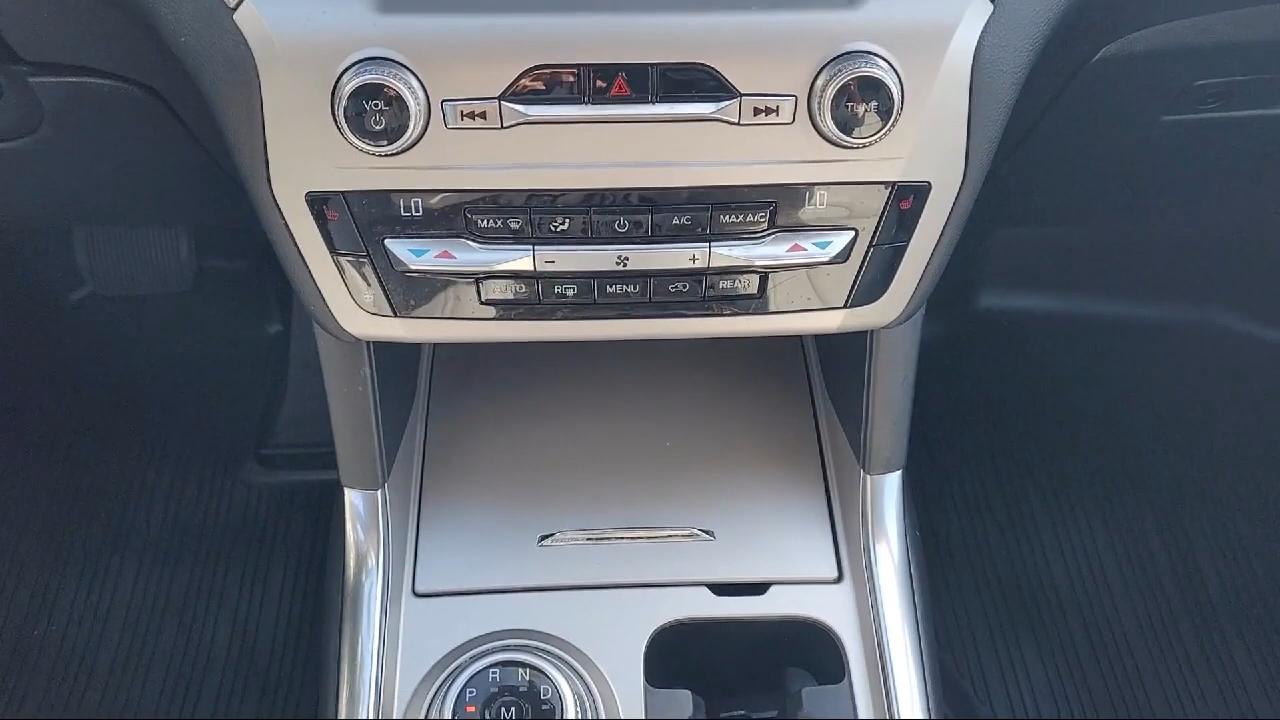 VOL
TUNE
LO
LO
MAX
A/C
MAX A/C
AUTO
R
MENU
REAR
P R N D
M